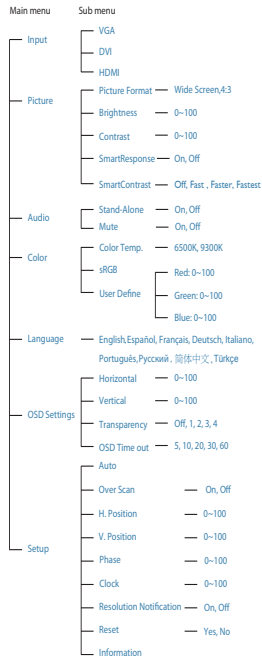 Main menu Sub menu
Input
VGA
DVI
HDMI
Picture
Picture Format Wide Screen,4:3
Brightness 0~100
Contrast 0~100
SmartResponse On, Off
SmartContrast Off, Fast , Faster, Fastest
Audio
Stand-Alone On, Off
Mute On, Off
Color
Color Temp. 6500K, 9300K
sRGB
User Define
Red: 0~100
Green: 0~100
Blue: 0~100
Language
English,Español, Français, Deutsch, Italiano,
Português,Русский , 简体中文 , Türkçe
OSD Settings
Horizontal 0~100
Vertical 0~100
Transparency Off, 1, 2, 3, 4
OSD Time out 5, 10, 20, 30, 60
Setup
Auto
Over Scan On, Off
H. Position 0~100
V. Position 0~100
Phase 0~100
Clock 0~100
Resolution Notification On, Off
Reset Yes, No
Information